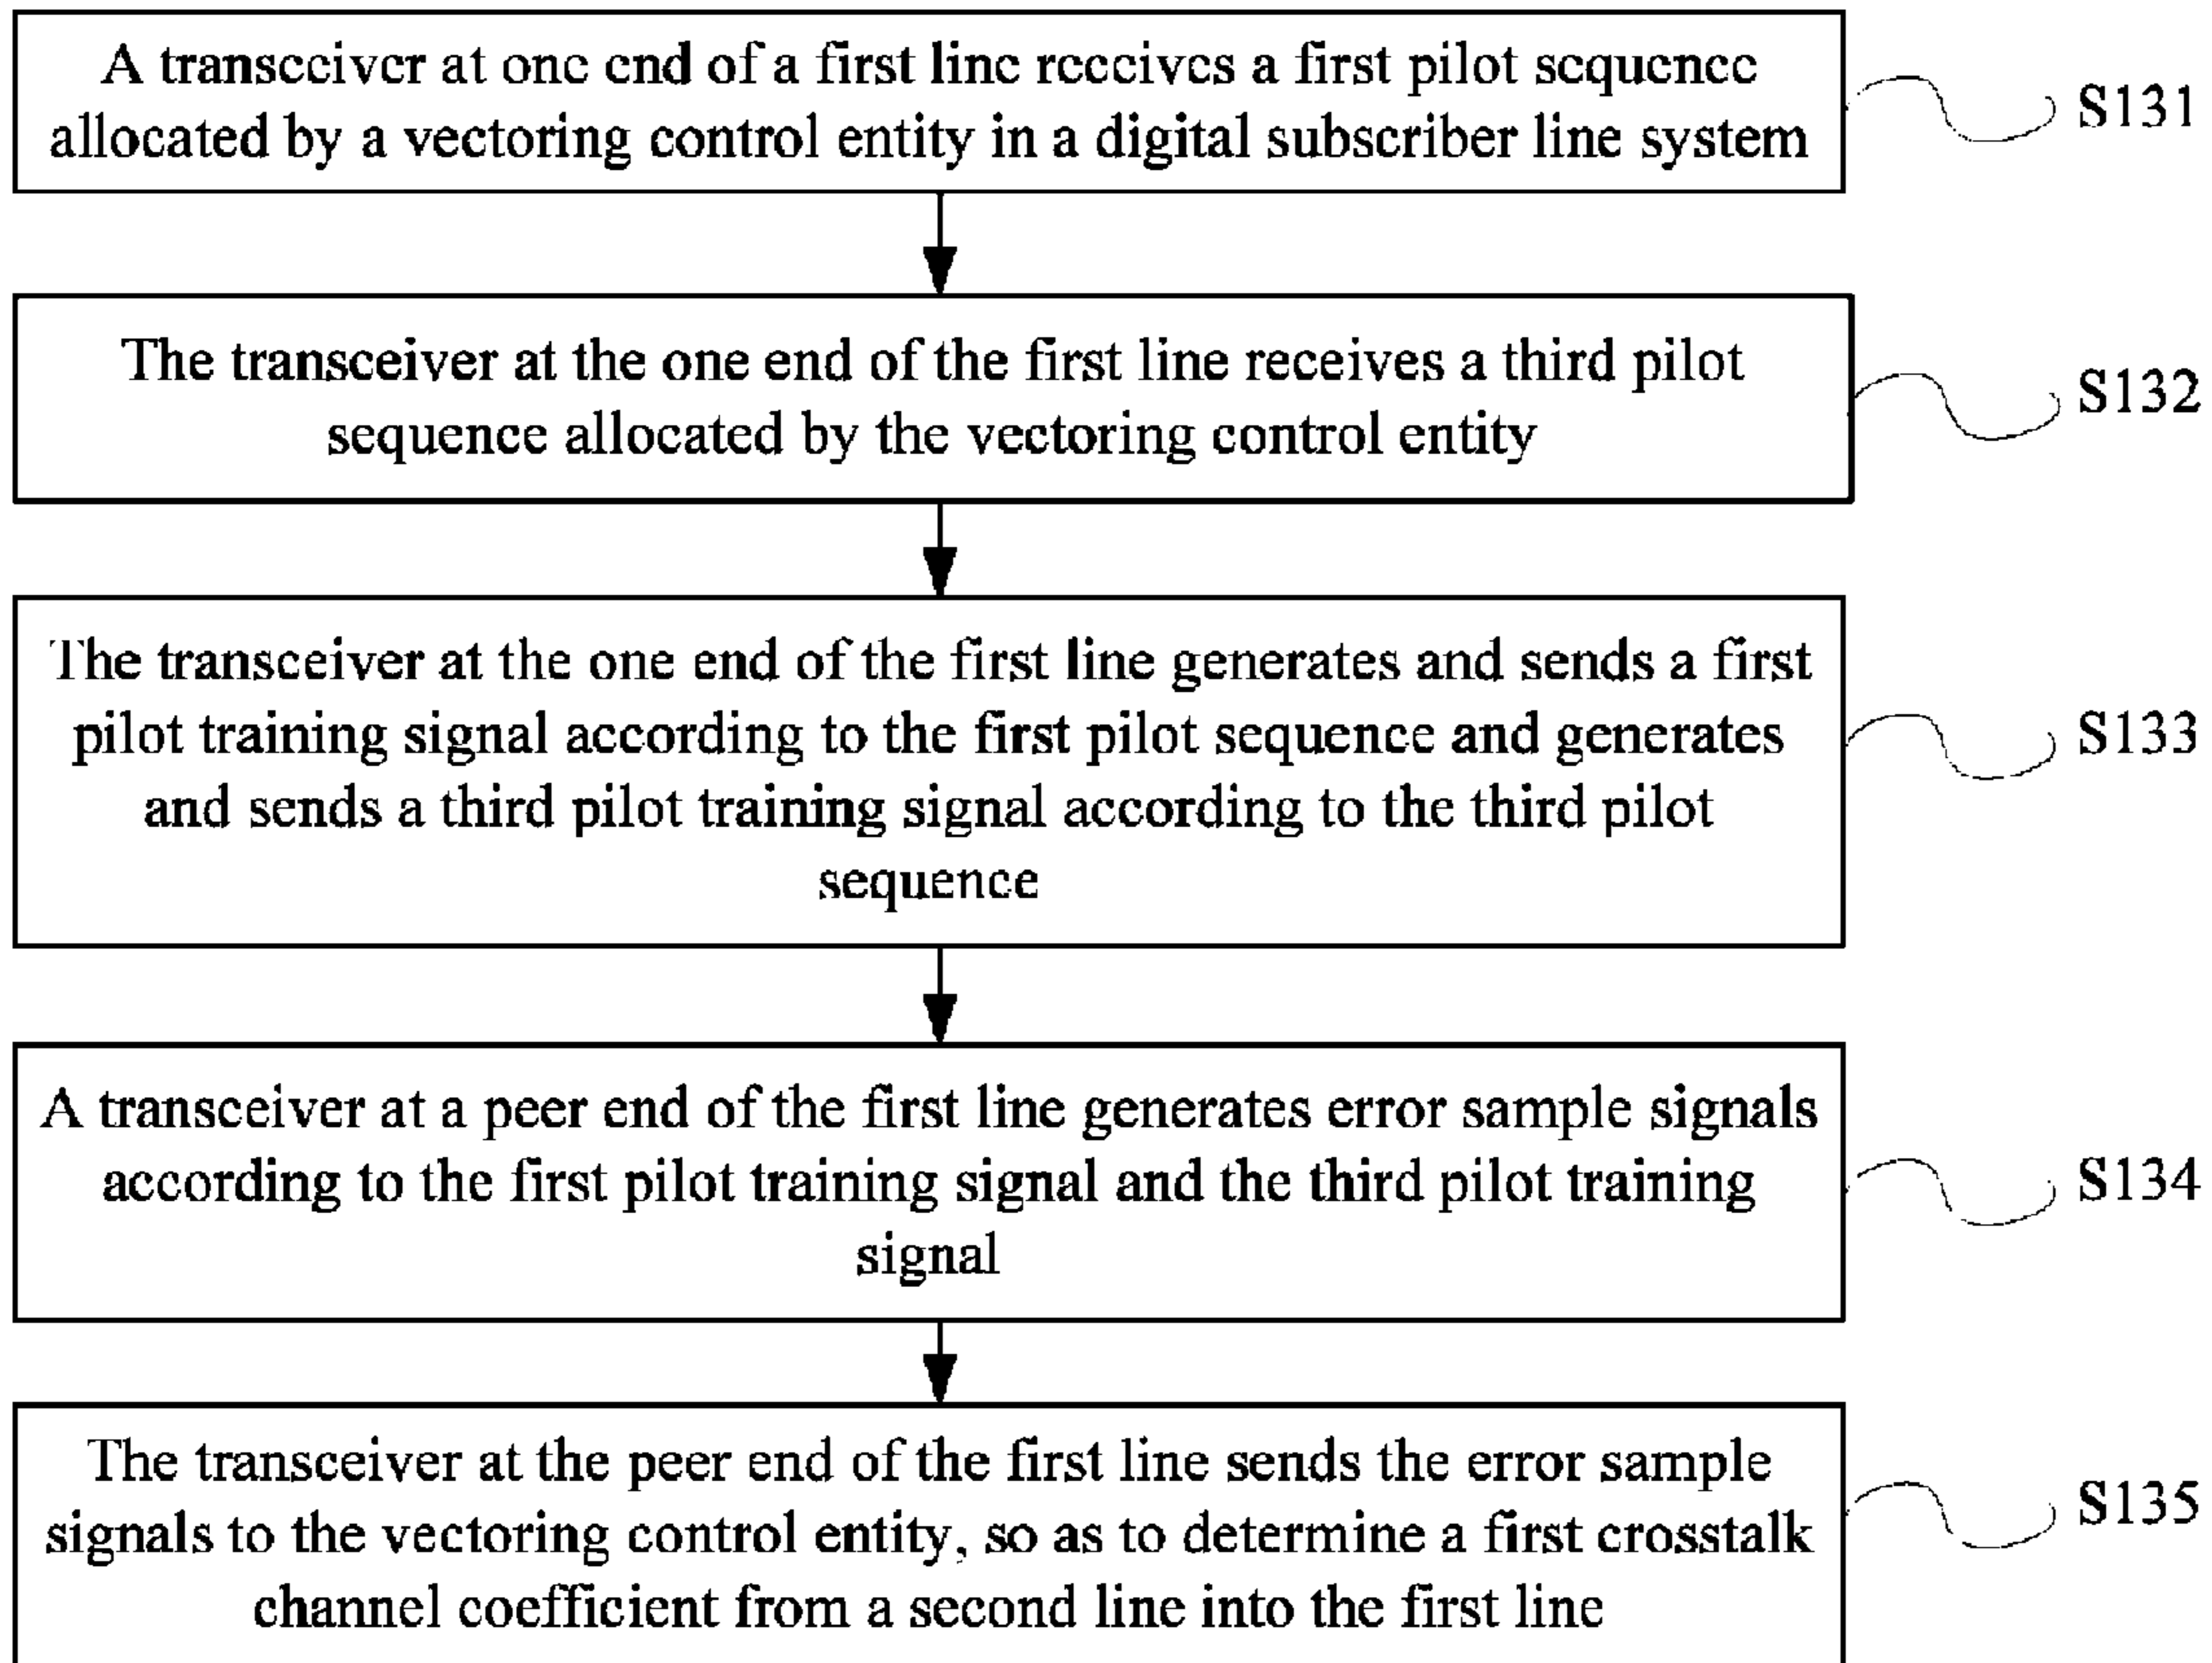 A transceiver at one end of a first line receives a first pilot sequence
allocated by a vectoring control entity in a digital subscriber line system
S131
The transceiver at the one end of the first line receives a third pilot
sequence allocated by the vectoring control entity
S132
The transceiver at the one end of the first line generates and sends a first
pilot training signal according to the first pilot sequence and generates
and sends a third pilot training signal according to the third pilot
sequence
S133
A transceiver at a peer end of the first line generates error sample signals
according to the first pilot training signal and the third pilot training
signal
S134
The transceiver at the peer end of the first line sends the error sample
signals to the vectoring control entity, so as to determine a first crosstalk
channel coefficient from a second line into the first line
S135